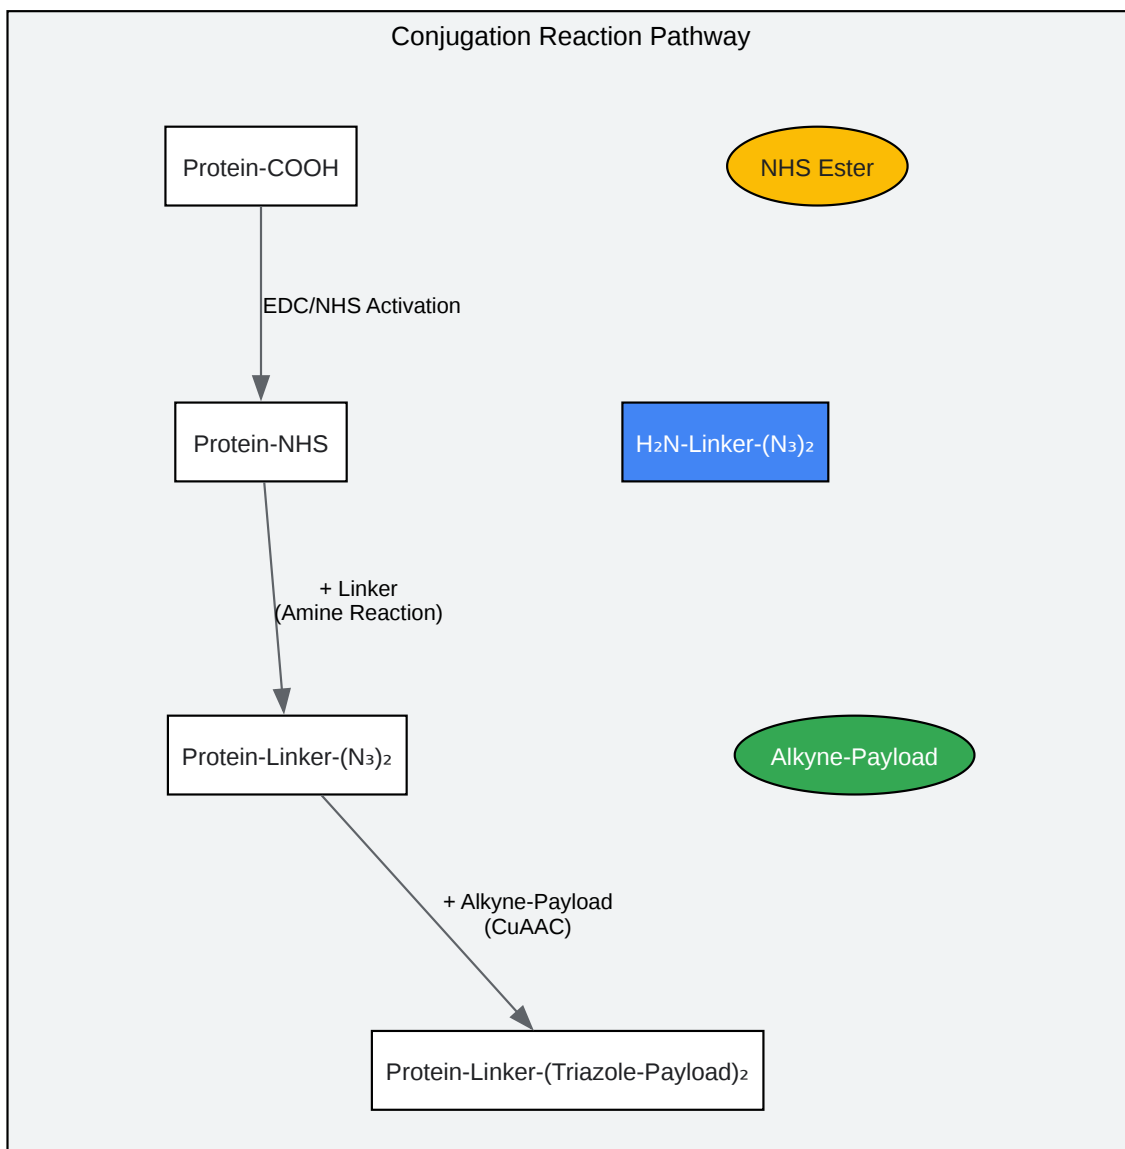 Conjugation Reaction Pathway
Protein-COOH
NHS Ester
EDC/NHS Activation
Protein-NHS
H₂N-Linker-(N₃)₂
+ Linker
(Amine Reaction)
Protein-Linker-(N₃)₂
Alkyne-Payload
+ Alkyne-Payload
(CuAAC)
Protein-Linker-(Triazole-Payload)₂